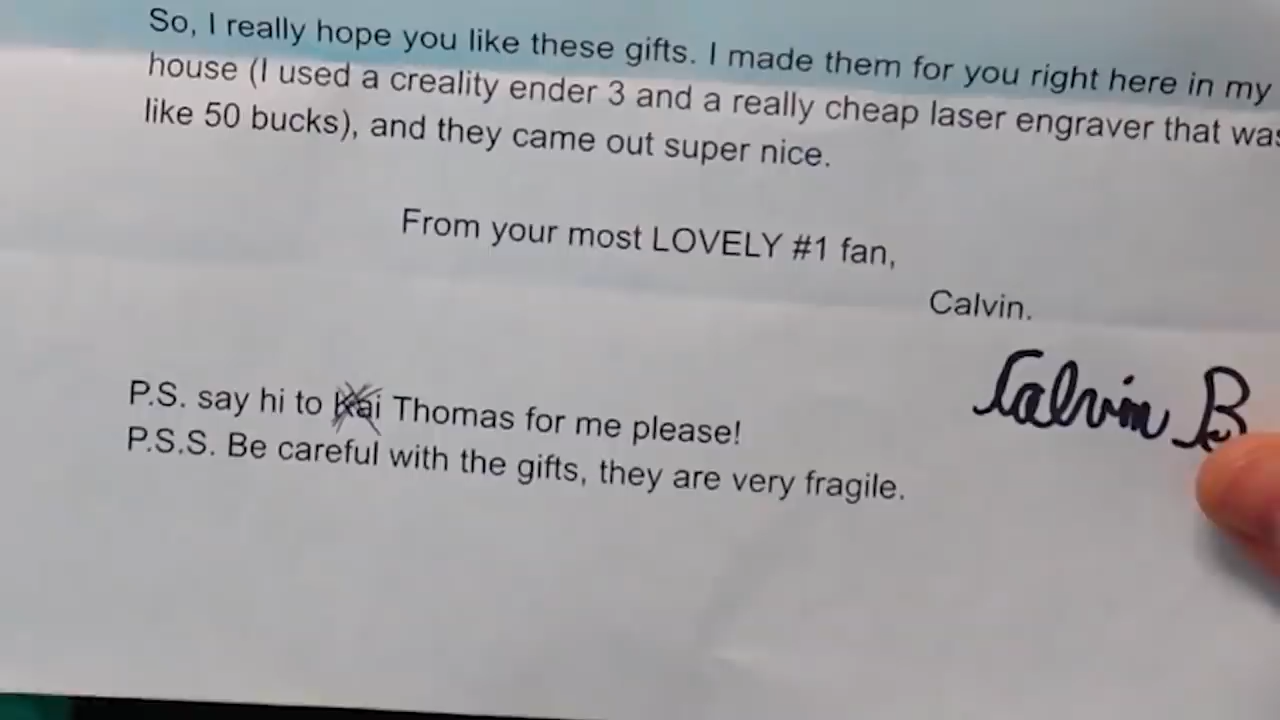 So, I really hope you like these gifts. I made them for you right here in my
house (I used a creality ender 3 and a really cheap laser engraver that was
like 50 bucks), and they came out super nice.
From your most LOVELY #1 fan,
Calvin.
Calvin B
P.S. say hi to Kai Thomas for me please!
P.S.S. Be careful with the gifts, they are very fragile.